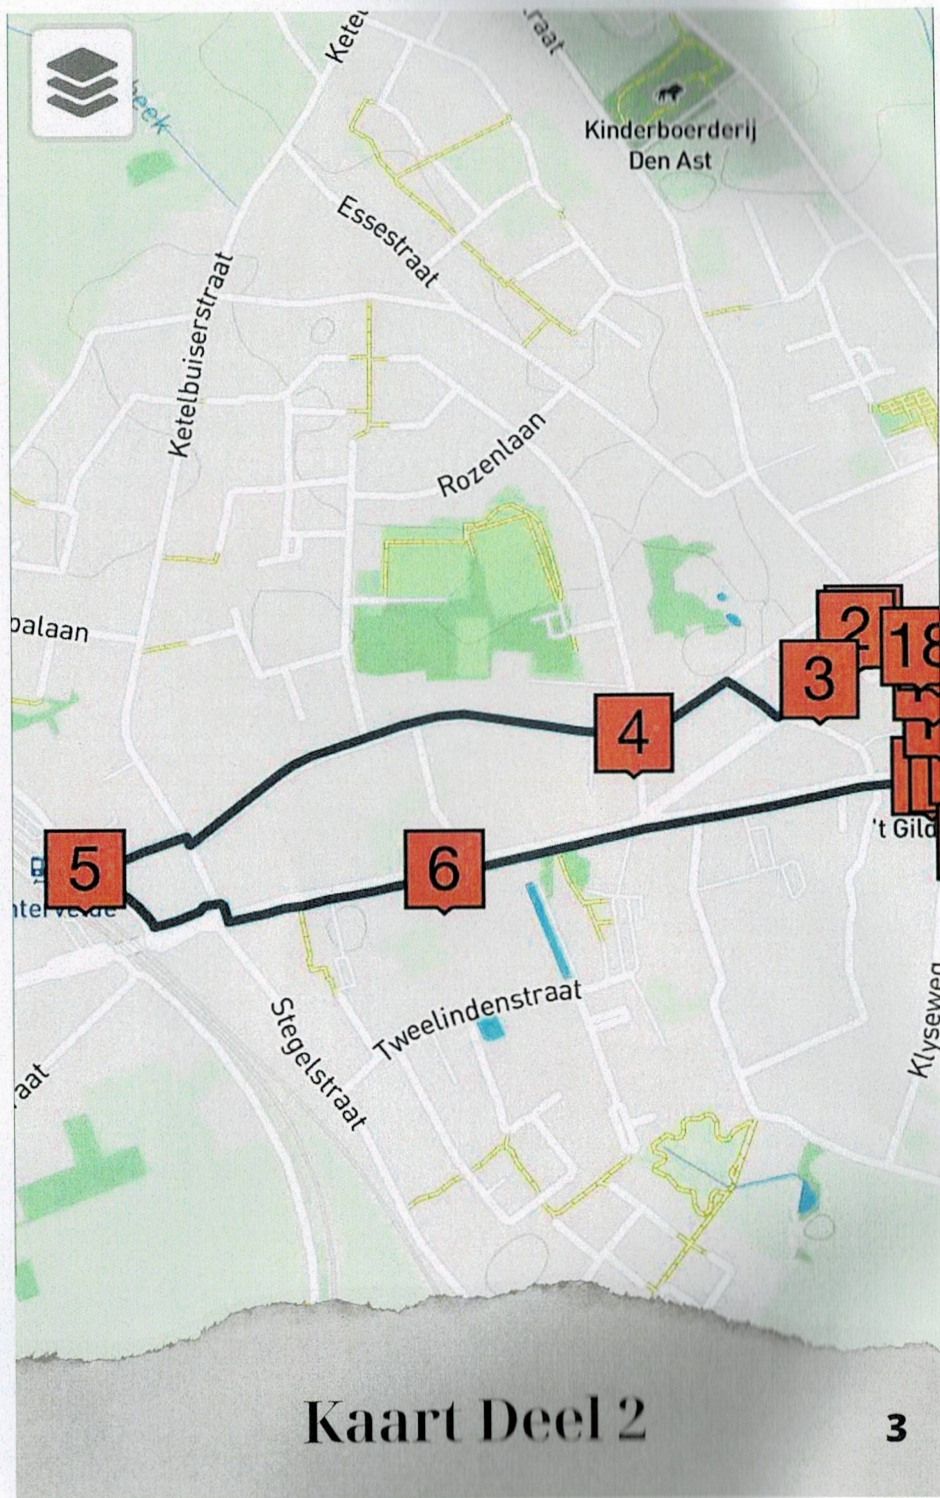 Kinderboerderij
Den Ast
Essestraat
Ketelbuiserstraat
Rozenlaan
2
18
3
4
5
6
't Gild
Tweelindenstraat
Stegelstraat
Klyseweg
Kaart Deel 2
3